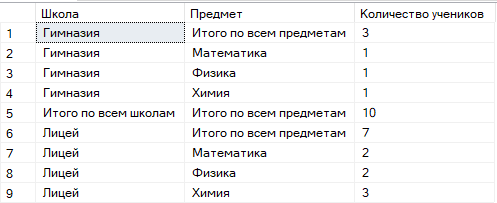 Школа Предмет Количество учеников
1 Гимназия Итого по всем предметам 3
2 Гимназия Математика 1
3 Гимназия Физика 1
4 Гимназия Химия 1
5 Итого по всем школам Итого по всем предметам 10
6 Лицей Итого по всем предметам 7
7 Лицей Математика 2
8 Лицей Физика 2
9 Лицей Химия 3